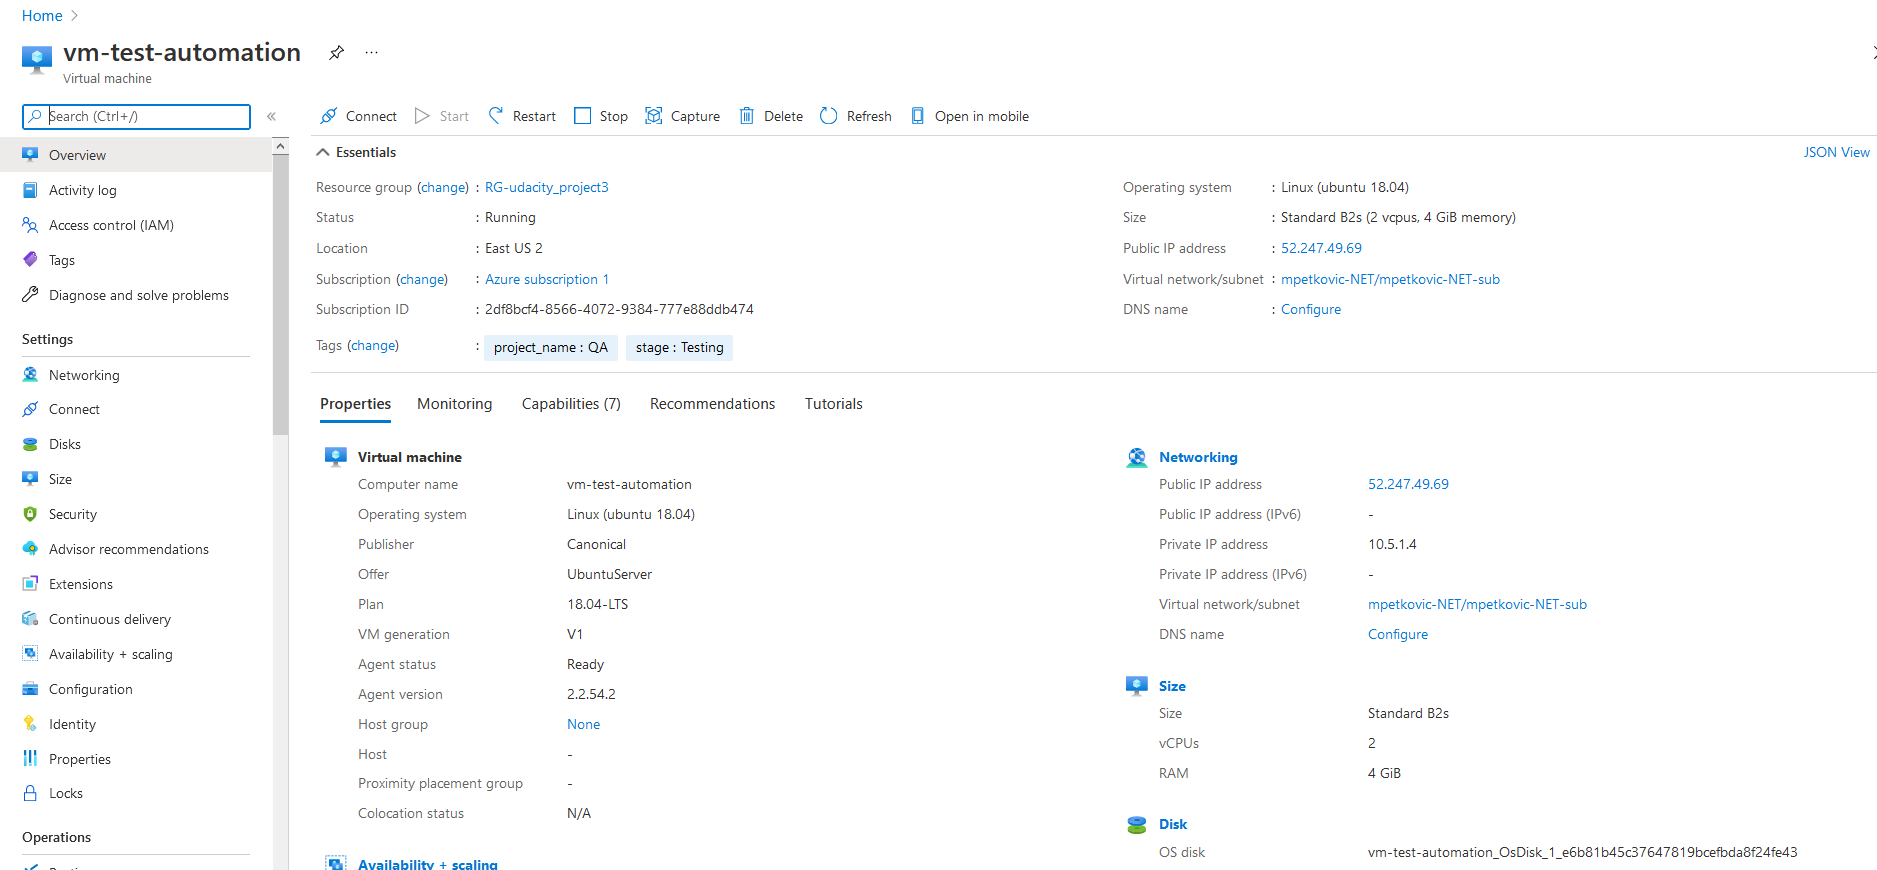 Home
vm-test-automation
Virtual machine
Search (Ctrl+/)
Overview
Activity log
Access control (IAM)
Tags
Diagnose and solve problems
Settings
Networking
Connect
Disks
Size
Security
Advisor recommendations
Extensions
Continuous delivery
Availability + scaling
Configuration
Identity
Properties
Locks
Operations
Connect Start Restart Stop Capture Delete Refresh Open in mobile
Essentials JSON View
Resource group (change) : RG-udacity_project3
Status : Running
Location : East US 2
Subscription (change) : Azure subscription 1
Subscription ID : 2df8bcf4-8566-4072-9384-777e88ddb474
Tags (change) : project_name : QA stage : Testing
Operating system : Linux (ubuntu 18.04)
Size : Standard B2s (2 vcpus, 4 GiB memory)
Public IP address : 52.247.49.69
Virtual network/subnet : mpetkovic-NET/mpetkovic-NET-sub
DNS name : Configure
Properties Monitoring Capabilities (7) Recommendations Tutorials
Virtual machine
Computer name vm-test-automation
Operating system Linux (ubuntu 18.04)
Publisher Canonical
Offer UbuntuServer
Plan 18.04-LTS
VM generation V1
Agent status Ready
Agent version 2.2.54.2
Host group None
Host -
Proximity placement group -
Colocation status N/A
Availability + scaling
Networking
Public IP address 52.247.49.69
Public IP address (IPv6) -
Private IP address 10.5.1.4
Private IP address (IPv6) -
Virtual network/subnet mpetkovic-NET/mpetkovic-NET-sub
DNS name Configure
Size
Size Standard B2s
vCPUs 2
RAM 4 GiB
Disk
OS disk vm-test-automation_OsDisk_1_e6b81b45c37647819bcefbda8f24fe43